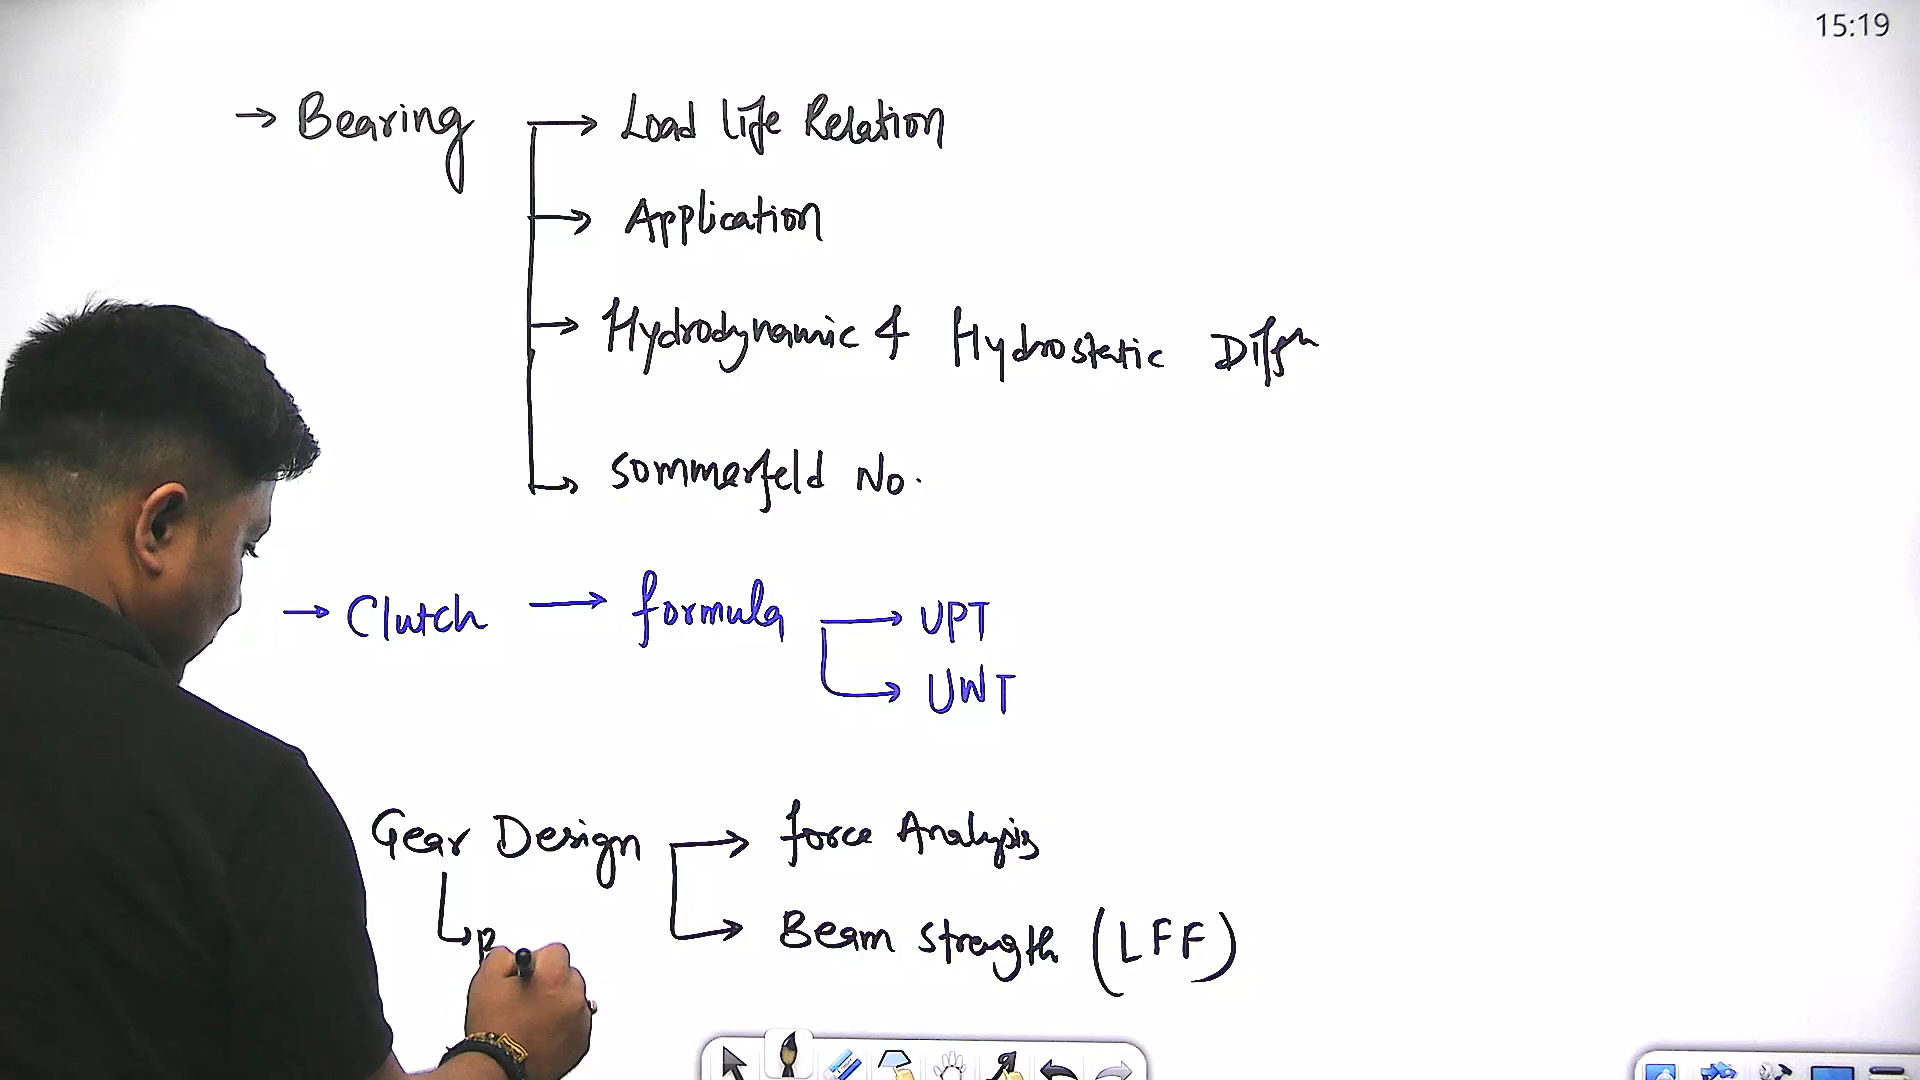 15:19
→ Bearing → Load life Relation
→ Application
→ Hydrodynamic & Hydrostatic Diffn
→ Sommerfeld No.
→ Clutch → formula → UPT
→ UWT
Gear Design → force Analysis
→ Beam Strength (LFF)